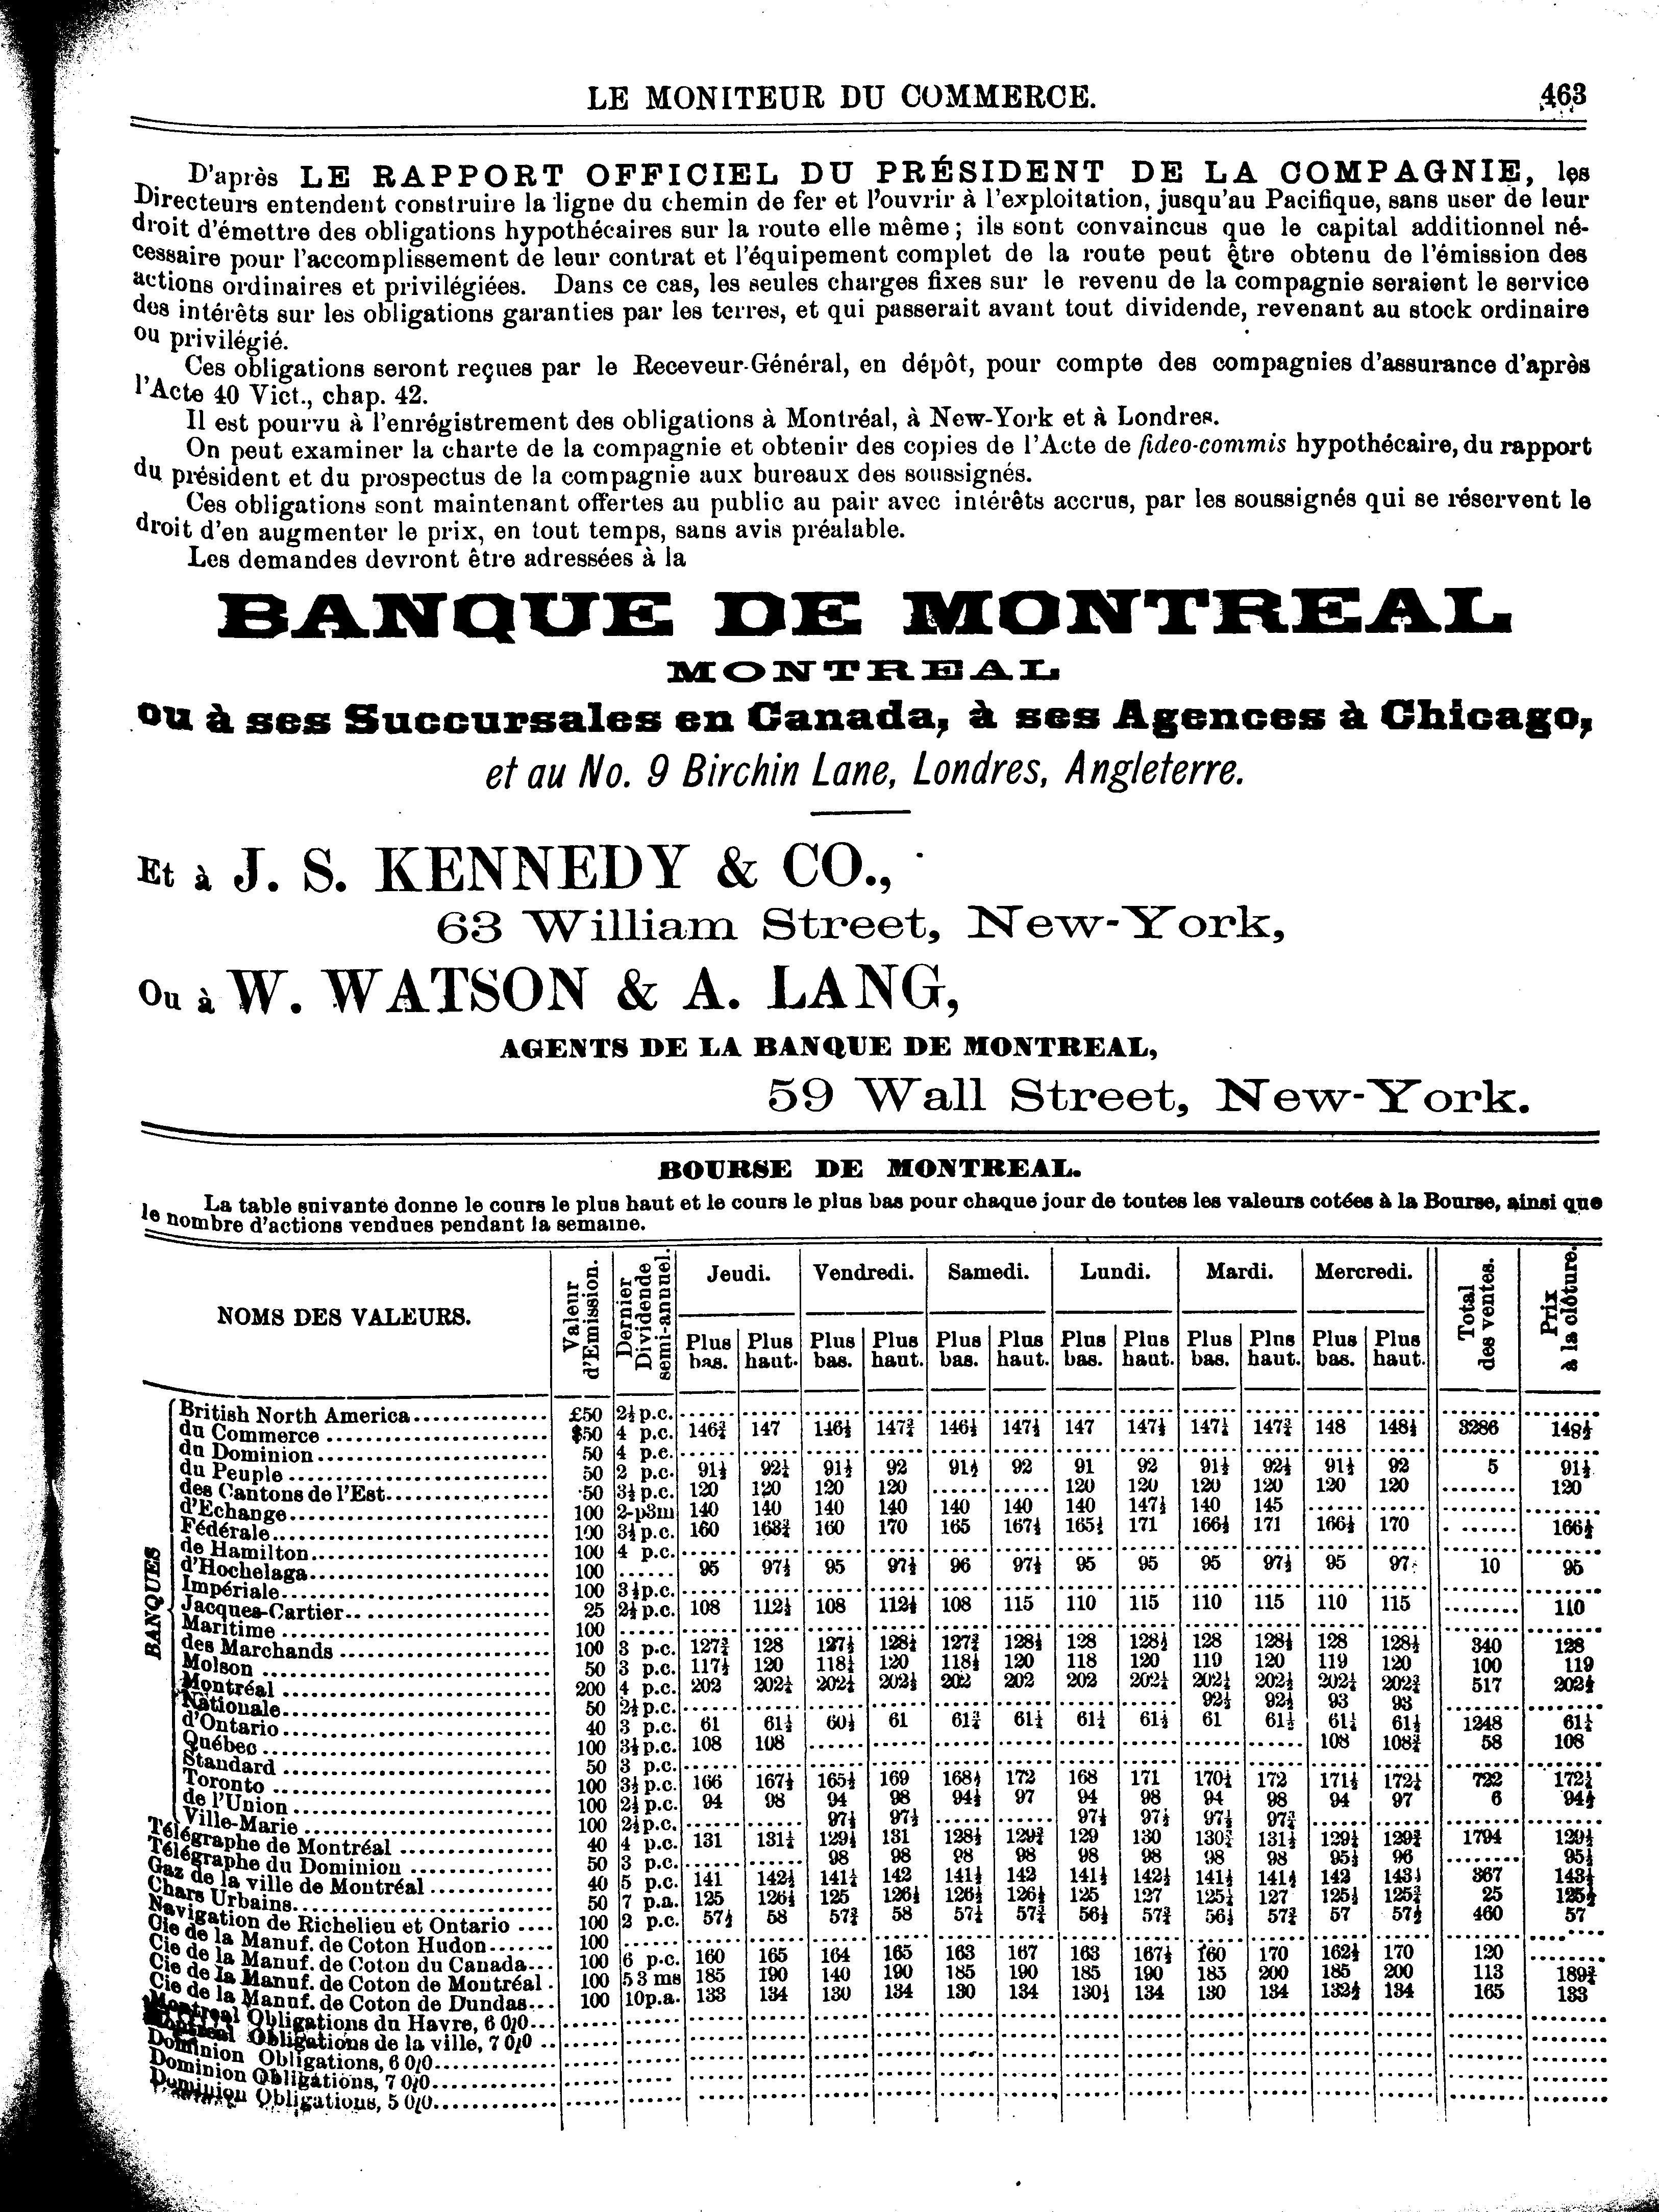 LE MONITEUR DU COMMERCE. 463
D'après LE RAPPORT OFFICIEL DU PRÉSIDENT DE LA COMPAGNIE, les
Directeurs entendent construire la ligne du chemin de fer et l'ouvrir à l'exploitation, jusqu'au Pacifique, sans user de leur
droit d'émettre des obligations hypothécaires sur la route elle même; ils sont convaincus que le capital additionnel né-
cessaire pour l'accomplissement de leur contrat et l'équipement complet de la route peut être obtenu de l'émission des
actions ordinaires et privilégiées. Dans ce cas, les seules charges fixes sur le revenu de la compagnie seraient le service
des intérêts sur les obligations garanties par les terres, et qui passerait avant tout dividende, revenant au stock ordinaire
ou privilégié.
Ces obligations seront reçues par le Receveur-Général, en dépôt, pour compte des compagnies d'assurance d'après
l'Acte 40 Vict., chap. 42.
Il est pourvu à l'enrégistrement des obligations à Montréal, à New-York et à Londres.
On peut examiner la charte de la compagnie et obtenir des copies de l'Acte de fideo-commis hypothécaire, du rapport
du président et du prospectus de la compagnie aux bureaux des soussignés.
Ces obligations sont maintenant offertes au public au pair avec intérêts accrus, par les soussignés qui se réservent le
droit d'en augmenter le prix, en tout temps, sans avis préalable.
Les demandes devront être adressées à la
BANQUE DE MONTREAL
MONTREAL
ou à ses Succursales en Canada, à ses Agences à Chicago,
et au No. 9 Birchin Lane, Londres, Angleterre.
Et à J. S. KENNEDY & CO.,
63 William Street, New-York,
Ou à W. WATSON & A. LANG,
AGENTS DE LA BANQUE DE MONTREAL,
59 Wall Street, New-York.
BOURSE DE MONTREAL.
La table suivante donne le cours le plus haut et le cours le plus bas pour chaque jour de toutes les valeurs cotées à la Bourse, ainsi que
le nombre d'actions vendues pendant la semaine.
NOMS DES VALEURS. Valeur d'Emission. Dernier Dividende semi-annuel. Jeudi. Vendredi. Samedi. Lundi. Mardi. Mercredi. Total des ventes. Prix à la clôture.
Plus bas. Plus haut. Plus bas. Plus haut. Plus bas. Plus haut. Plus bas. Plus haut. Plus bas. Plns haut. Plus bas. Plus haut.
BANQUES
British North America £50 2½ p.c.
du Commerce $50 4 p.c. 146¾ 147 146½ 147¾ 146½ 147½ 147 147½ 147½ 147¾ 148 148½ 3286 148½
du Dominion 50 4 p.c.
du Peuple 50 2 p.c. 91½ 92½ 91½ 92 91½ 92 91 92 91½ 92½ 91½ 92 5 91½
des Cantons de l'Est 50 3½ p.c. 120 120 120 120 120 120 120 120 120 120 120
d'Echange 100 2-p3m 140 140 140 140 140 140 140 147½ 140 145
Fédérale 100 3½ p.c. 160 168¾ 160 170 165 167½ 165½ 171 166½ 171 166½ 170 166½
de Hamilton 100 4 p.c.
d'Hochelaga 100 95 97½ 95 97½ 96 97½ 95 95 95 97½ 95 97 10 95
Impériale 100 3½ p.c.
Jacques-Cartier 25 2½ p.c. 108 112½ 108 112½ 108 115 110 115 110 115 110 115 110
Maritime 100
des Marchands 100 3 p.c. 127¾ 128 127½ 128½ 127¾ 128½ 128 128½ 128 128½ 128 128½ 340 128
Molson 50 3 p.c. 117½ 120 118½ 120 118½ 120 118 120 119 120 119 120 100 119
Montréal 200 4 p.c. 202 202½ 202½ 202½ 202 202 202 202½ 202½ 202½ 202½ 202¾ 517 202½
Nationale 50 2½ p.c. 92½ 92½ 93 93
d'Ontario 40 3 p.c. 61 61½ 60½ 61 61¾ 61½ 61½ 61½ 61 61½ 61½ 61½ 1248 61½
Québec 100 3½ p.c. 108 108 108 108¾ 58 108
Standard 50 3 p.c.
Toronto 100 3½ p.c. 166 167½ 165½ 169 168½ 172 168 171 170½ 172 171½ 172½ 722 172½
de l'Union 100 2½ p.c. 94 98 94 98 94½ 97 94 98 94 98 94 97 6 94½
Ville-Marie 100 2½ p.c. 97½ 97½ 97½ 97½ 97½ 97¾
Télégraphe de Montréal 40 4 p.c. 131 131½ 129½ 131 128½ 129¾ 129 130 130¾ 131½ 129½ 129¾ 1794 129½
Télégraphe du Dominion 50 3 p.c. 98 98 98 98 98 98 98 98 95½ 96 95½
Gaz de la ville de Montréal 40 5 p.c. 141 142½ 141½ 142 141½ 142 141½ 142½ 141½ 141½ 142 143½ 367 143½
Chars Urbains 50 7 p.a. 125 126½ 125 126½ 126½ 126½ 125 127 125½ 127 125½ 125¾ 25 125½
Navigation de Richelieu et Ontario 100 2 p.c. 57½ 58 57¾ 58 57½ 57¾ 56½ 57¾ 56½ 57¾ 57 57½ 460 57
Cie de la Manuf. de Coton Hudon 100
Cie de la Manuf. de Coton du Canada 100 6 p.c. 160 165 164 165 163 167 163 167½ 160 170 162½ 170 120
Cie de la Manuf. de Coton de Montréal 100 5 3 ms 185 190 140 190 185 190 185 190 185 200 185 200 113 189¾
Cie de la Manuf. de Coton de Dundas 100 10p.a. 133 134 130 134 130 134 130½ 134 130 134 132½ 134 165 133
Montreal Obligations du Havre, 6 0/0
Montreal Obligations de la ville, 7 0/0
Dominion Obligations, 6 0/0
Dominion Obligations, 7 0/0
Dominion Obligations, 5 0/0